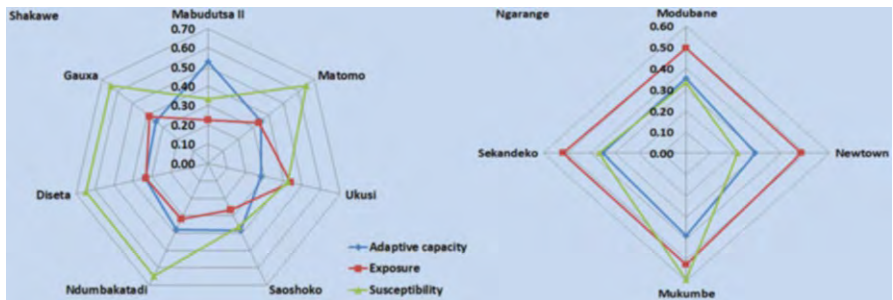 Shakawe
Mabudutsa II
0.70
0.60
0.50
0.40
0.30
0.20
0.10
0.00
Gauxa
Matomo
Diseta
Ukusi
Ndumbakatadi
Saoshoko
Adaptive capacity
Exposure
Susceptibility
Ngarange
Modubane
0.60
0.50
0.40
0.30
0.20
0.10
0.00
Sekandeko
Newtown
Mukumbe